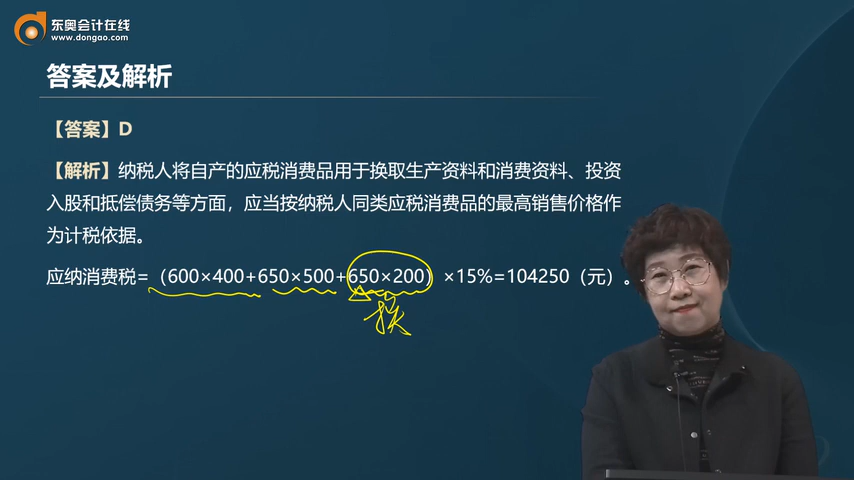 东奥会计在线
www.dongao.com
答案及解析
【答案】D
【解析】纳税人将自产的应税消费品用于换取生产资料和消费资料、投资
入股和抵偿债务等方面，应当按纳税人同类应税消费品的最高销售价格作
为计税依据。
应纳消费税=（600×400+650×500+650×200）×15%=104250（元）。
换